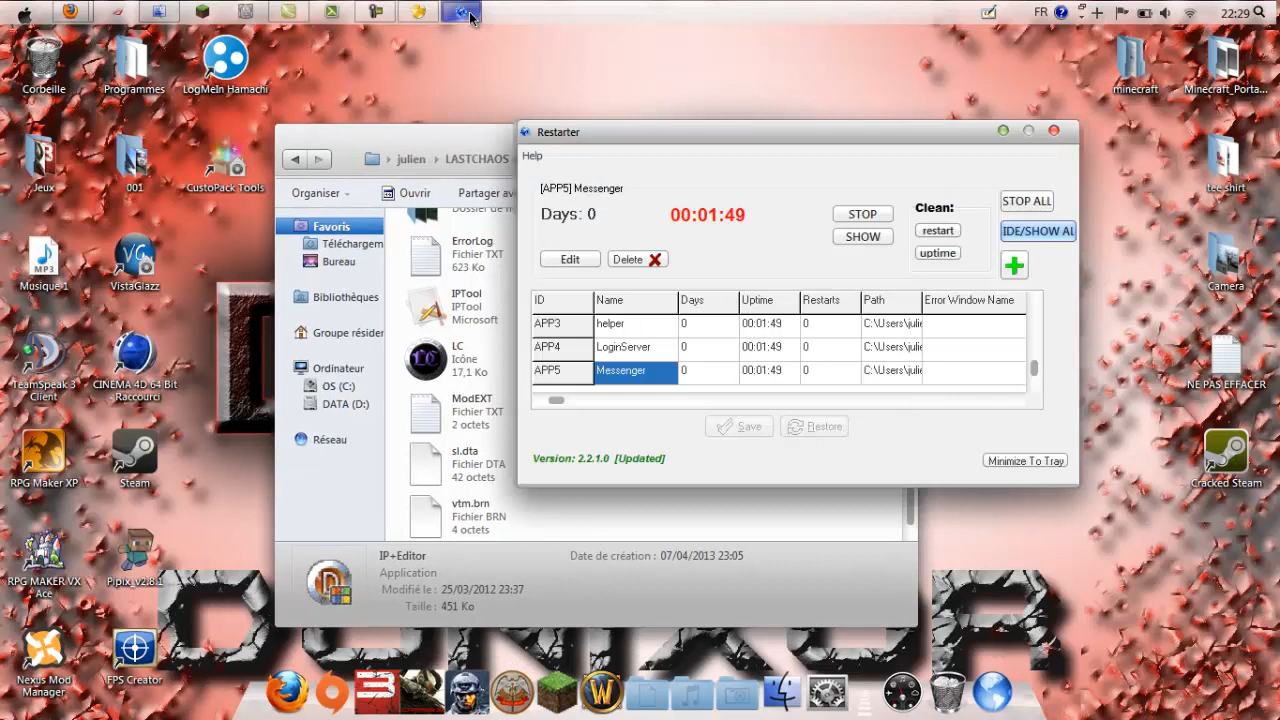 FR
22:29
Corbeille
Programmes
LogMeIn Hamachi
minecraft
Minecraft_Porta...
Jeux
001
CustoPack Tools
tee shirt
Musique 1
VistaGlazz
Camera
TeamSpeak 3
Client
CINEMA 4D 64 Bit
- Raccourci
NE PAS EFFACER
RPG Maker XP
Steam
Cracked Steam
RPG MAKER VX
Ace
Pipix_v2.8.1
Nexus Mod
Manager
FPS Creator
julien
LASTCHAOS
Organiser
Ouvrir
Partager av
Favoris
Téléchargem
Bureau
Bibliothèques
Groupe résider
Ordinateur
OS (C:)
DATA (D:)
Réseau
ErrorLog
Fichier TXT
623 Ko
IPTool
IPTool
Microsoft
LC
Icône
17,1 Ko
ModEXT
Fichier TXT
2 octets
sl.dta
Fichier DTA
42 octets
vtm.brn
Fichier BRN
4 octets
IP+Editor
Date de création : 07/04/2013 23:05
Application
Modifié le : 25/03/2012 23:37
Taille : 451 Ko
Restarter
Help
[APP5] Messenger
Days: 0
00:01:49
STOP
SHOW
Clean:
restart
uptime
STOP ALL
IDE/SHOW AL
Edit
Delete
ID Name Days Uptime Restarts Path Error Window Name
APP3 helper 0 00:01:49 0 C:\Users\julie
APP4 LoginServer 0 00:01:49 0 C:\Users\julie
APP5 Messenger 0 00:01:49 0 C:\Users\julie
Save
Restore
Version: 2.2.1.0 [Updated]
Minimize To Tray